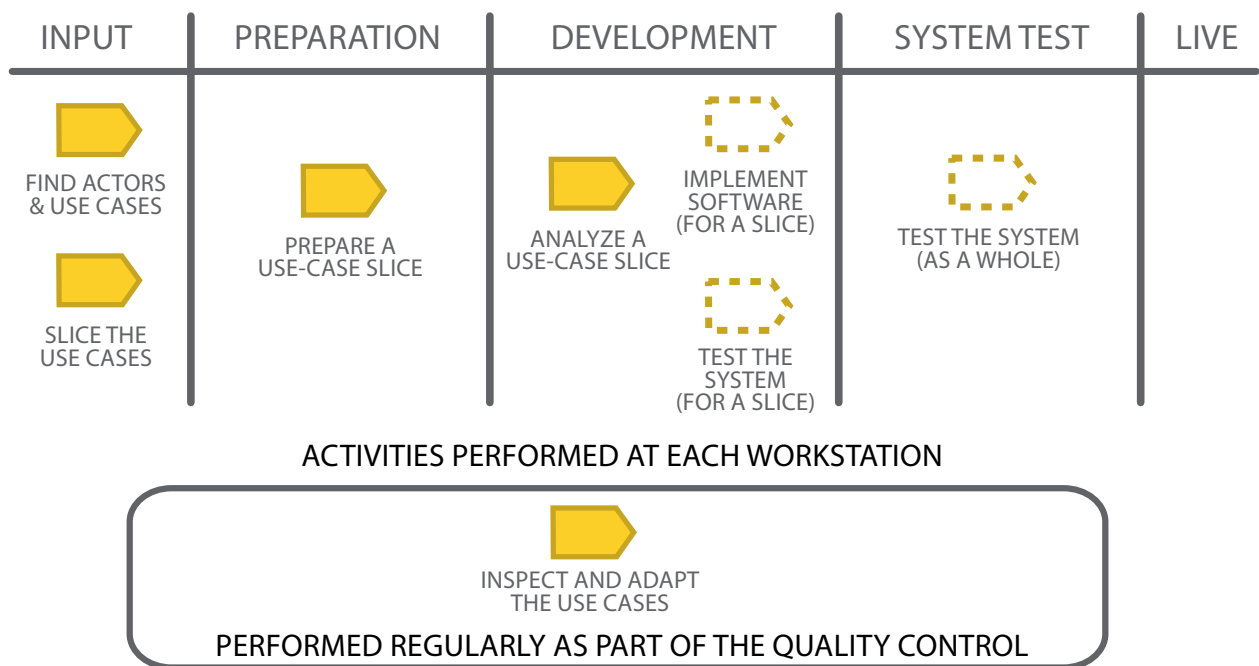 INPUT
PREPARATION
DEVELOPMENT
SYSTEM TEST
LIVE
FIND ACTORS
& USE CASES
SLICE THE
USE CASES
PREPARE A
USE-CASE SLICE
ANALYZE A
USE-CASE SLICE
IMPLEMENT
SOFTWARE
(FOR A SLICE)
TEST THE
SYSTEM
(FOR A SLICE)
TEST THE SYSTEM
(AS A WHOLE)
ACTIVITIES PERFORMED AT EACH WORKSTATION
INSPECT AND ADAPT
THE USE CASES
PERFORMED REGULARLY AS PART OF THE QUALITY CONTROL